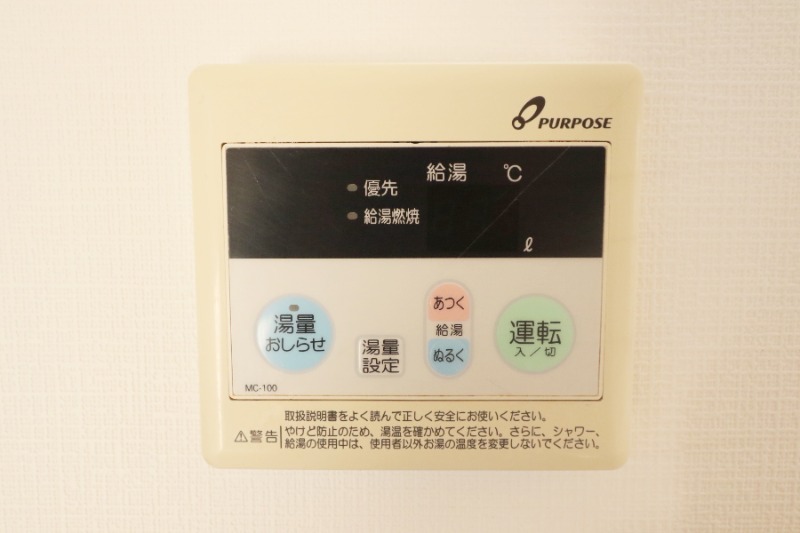 PURPOSE
給湯 ℃
優先
給湯燃焼
ℓ
湯量
おしらせ
湯量
設定
あつく
給湯
ぬるく
運転
入/切
MC-100
取扱説明書をよく読んで正しく安全にお使いください。
⚠警告
やけど防止のため、湯温を確かめてください。さらに、シャワー、
給湯の使用中は、使用者以外お湯の温度を変更しないでください。